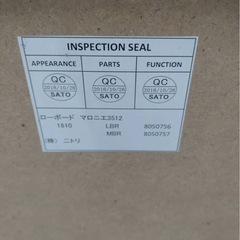 INSPECTION SEAL
APPEARANCE PARTS FUNCTION
QC QC QC
2016/10/26 2016/10/26 2016/10/26
SATO SATO SATO
ローボード マロニエ3512
1810 LBR 8050756
MBR 8050757
(株) ニトリ